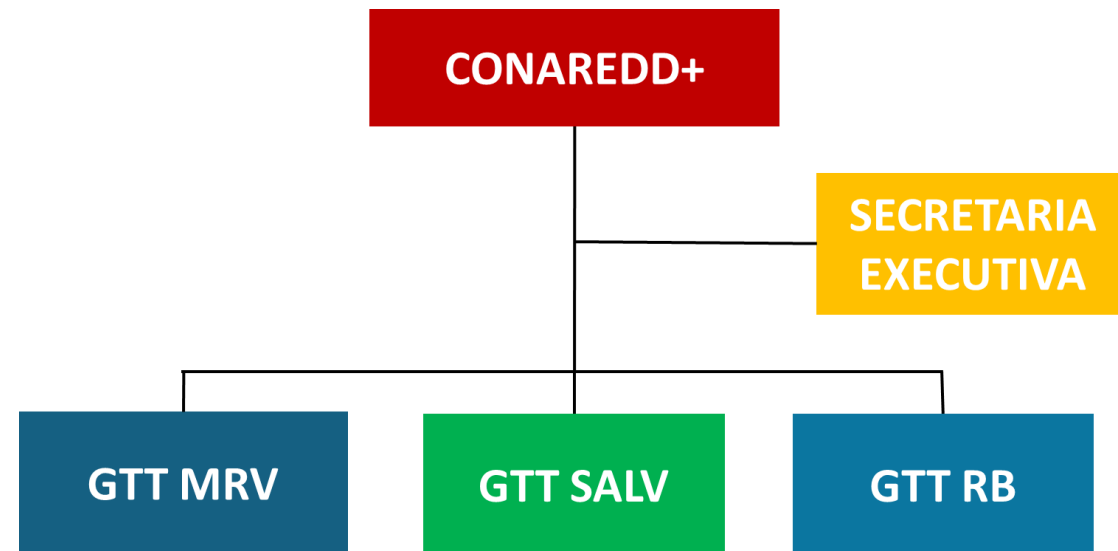 CONAREDD+
SECRETARIA
EXECUTIVA
GTT MRV
GTT SALV
GTT RB